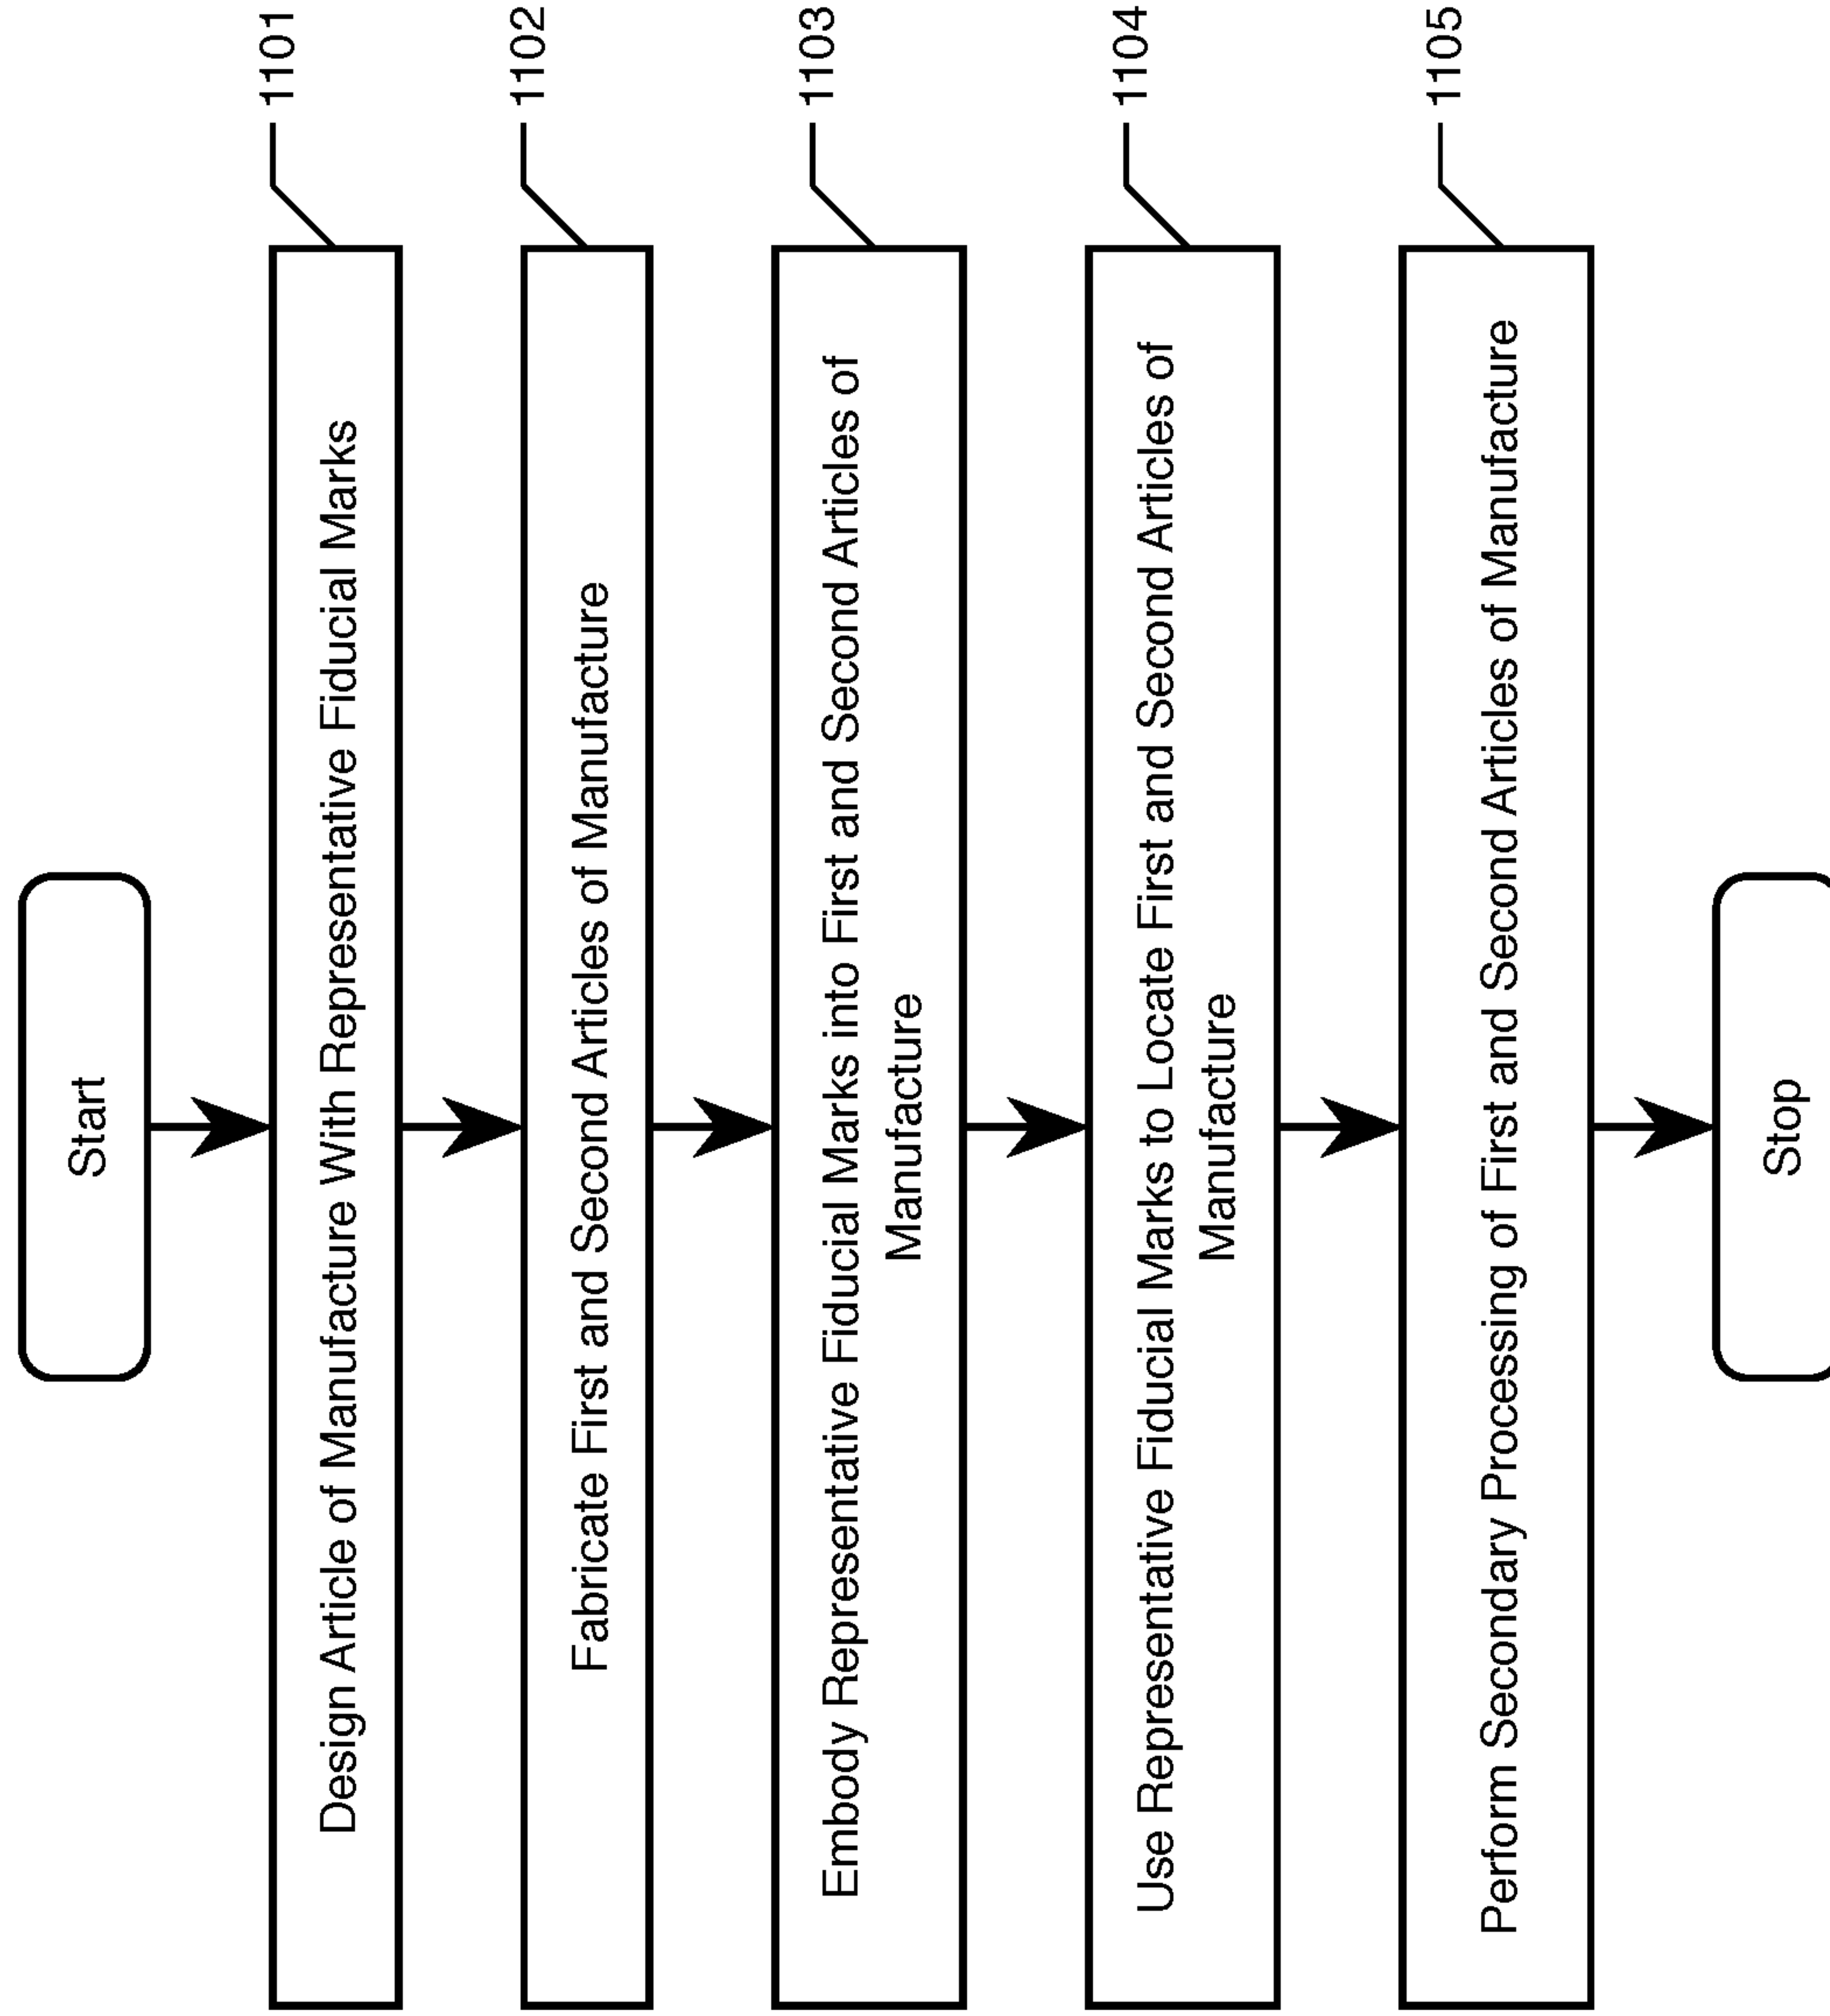 Start
Design Article of Manufacture With Representative Fiducial Marks
1101
Fabricate First and Second Articles of Manufacture
1102
Embody Representative Fiducial Marks into First and Second Articles of
Manufacture
1103
Use Representative Fiducial Marks to Locate First and Second Articles of
Manufacture
1104
Perform Secondary Processing of First and Second Articles of Manufacture
1105
Stop